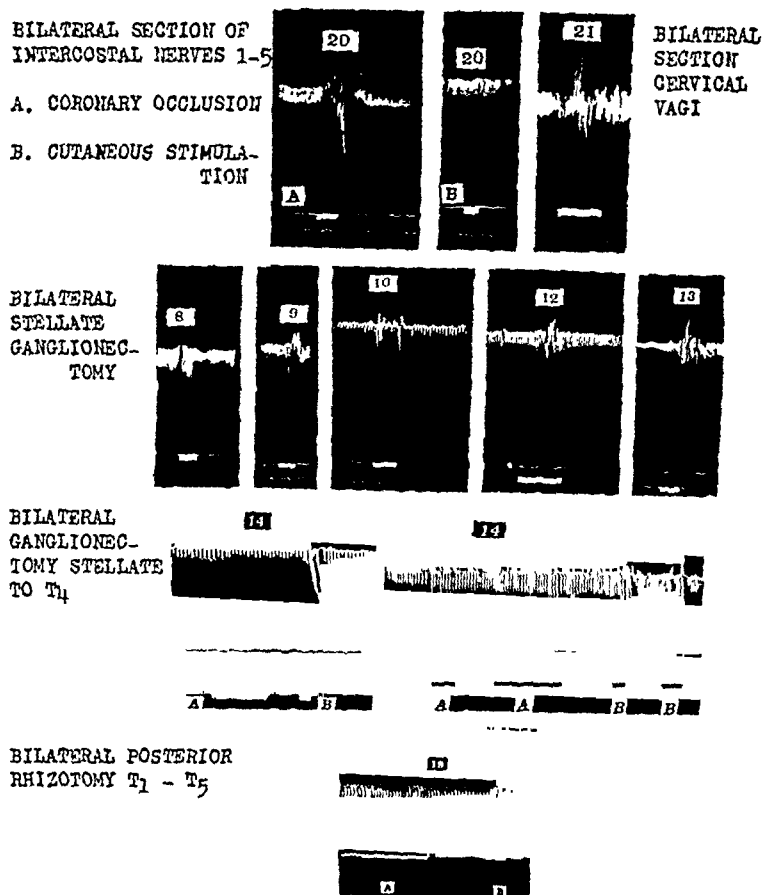 BILATERAL SECTION OF
INTERCOSTAL NERVES 1-5
A. CORONARY OCCLUSION
B. CUTANEOUS STIMULA-
TION
20
A
20
B
21
BILATERAL
SECTION
CERVICAL
VAGI
BILATERAL
STELLATE
GANGLIONEC-
TOMY
8
9
10
12
13
BILATERAL
GANGLIONEC-
TOMY STELLATE
TO T4
14
14
A
B
A
A
B
B
BILATERAL POSTERIOR
RHIZOTOMY T1 - T5
A